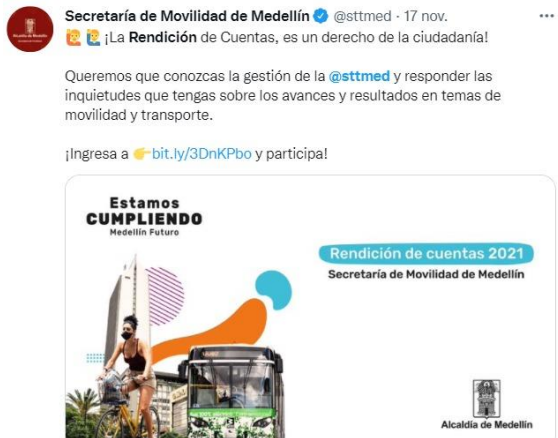 Secretaría de Movilidad de Medellín @sttmed · 17 nov.
¡La Rendición de Cuentas, es un derecho de la ciudadanía!
Queremos que conozcas la gestión de la @sttmed y responder las
inquietudes que tengas sobre los avances y resultados en temas de
movilidad y transporte.
¡Ingresa a 👉bit.ly/3DnKPbo y participa!
Estamos
CUMPLIENDO
Medellín Futuro
Rendición de cuentas 2021
Secretaría de Movilidad de Medellín
Alcaldía de Medellín